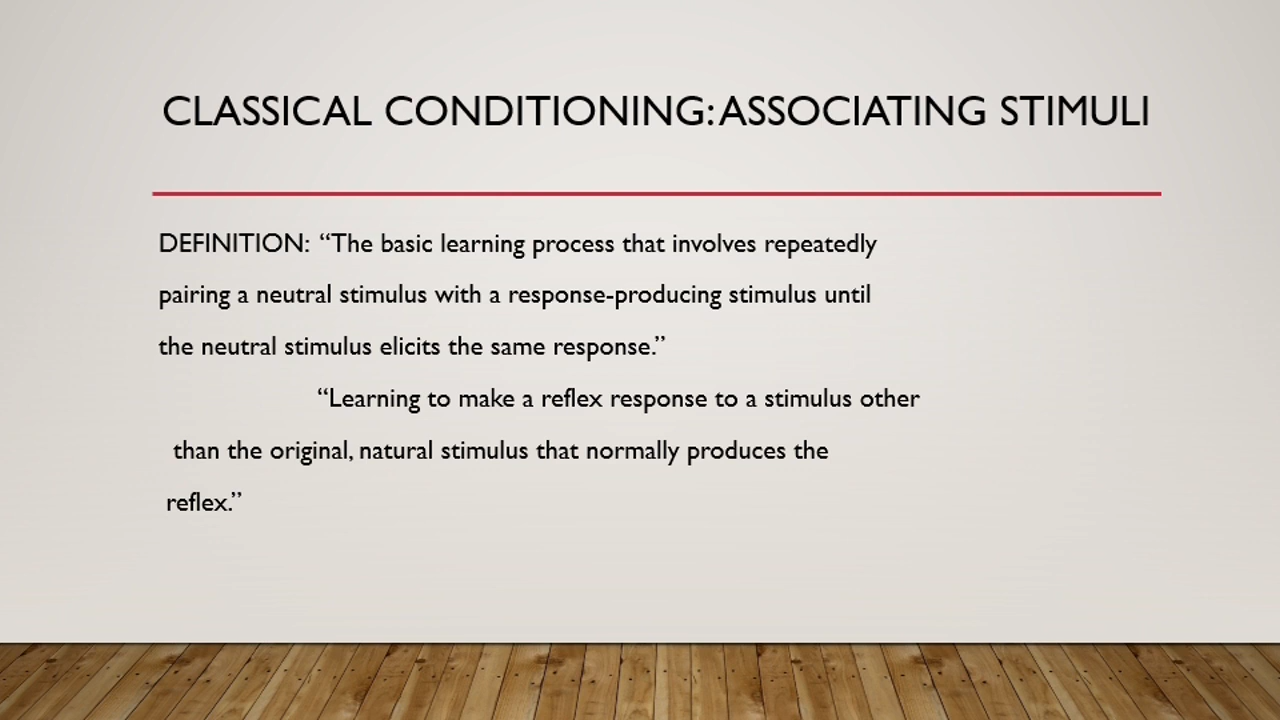 CLASSICAL CONDITIONING: ASSOCIATING STIMULI
DEFINITION: “The basic learning process that involves repeatedly
pairing a neutral stimulus with a response-producing stimulus until
the neutral stimulus elicits the same response.”
“Learning to make a reflex response to a stimulus other
than the original, natural stimulus that normally produces the
reflex.”